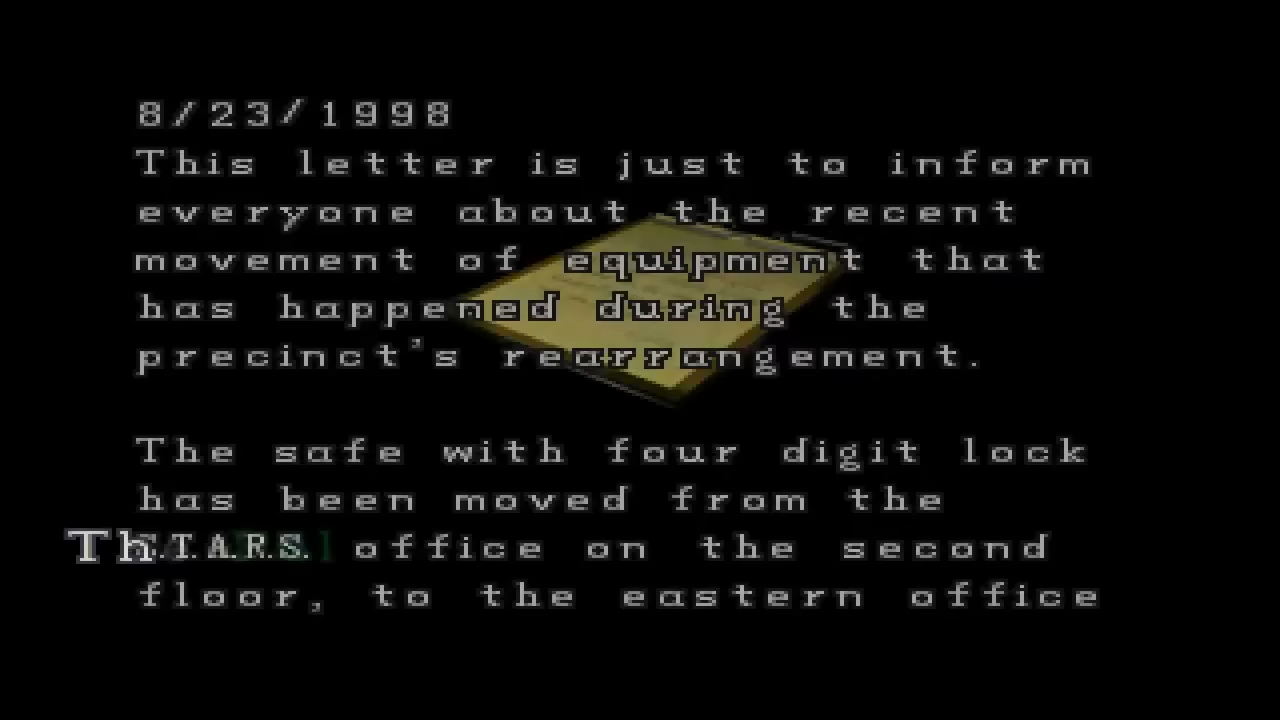 8/23/1998
This letter is just to inform
everyone about the recent
movement of equipment that
has happened during the
precinct's rearrangement.
The safe with four digit lock
has been moved from the
Th S.T.A.R.S. office on the second
floor, to the eastern office